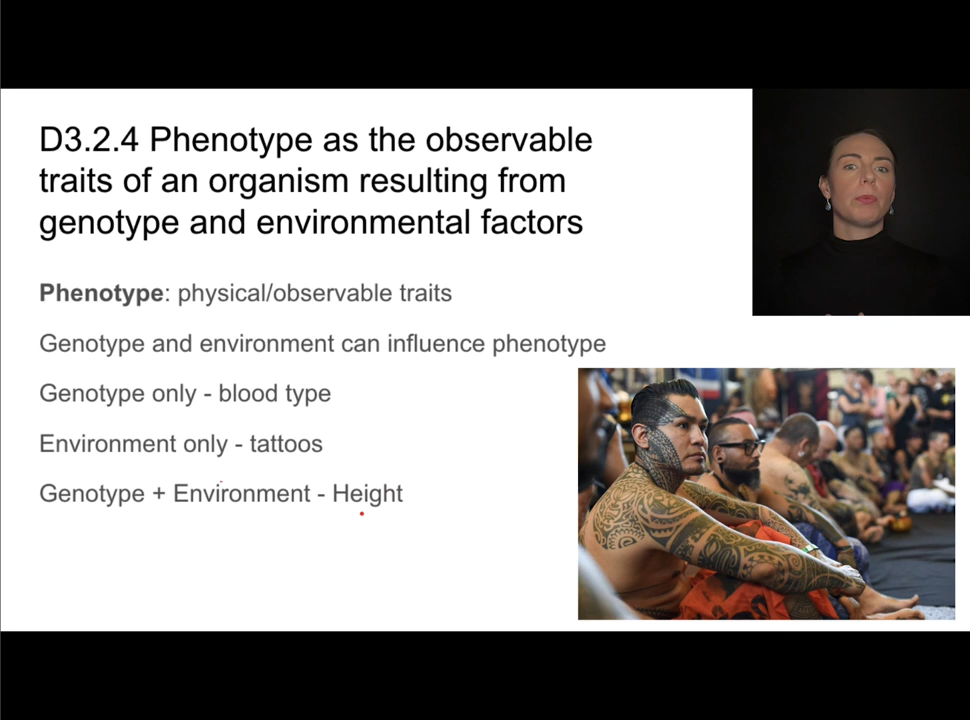 D3.2.4 Phenotype as the observable
traits of an organism resulting from
genotype and environmental factors
Phenotype: physical/observable traits
Genotype and environment can influence phenotype
Genotype only - blood type
Environment only - tattoos
Genotype + Environment - Height